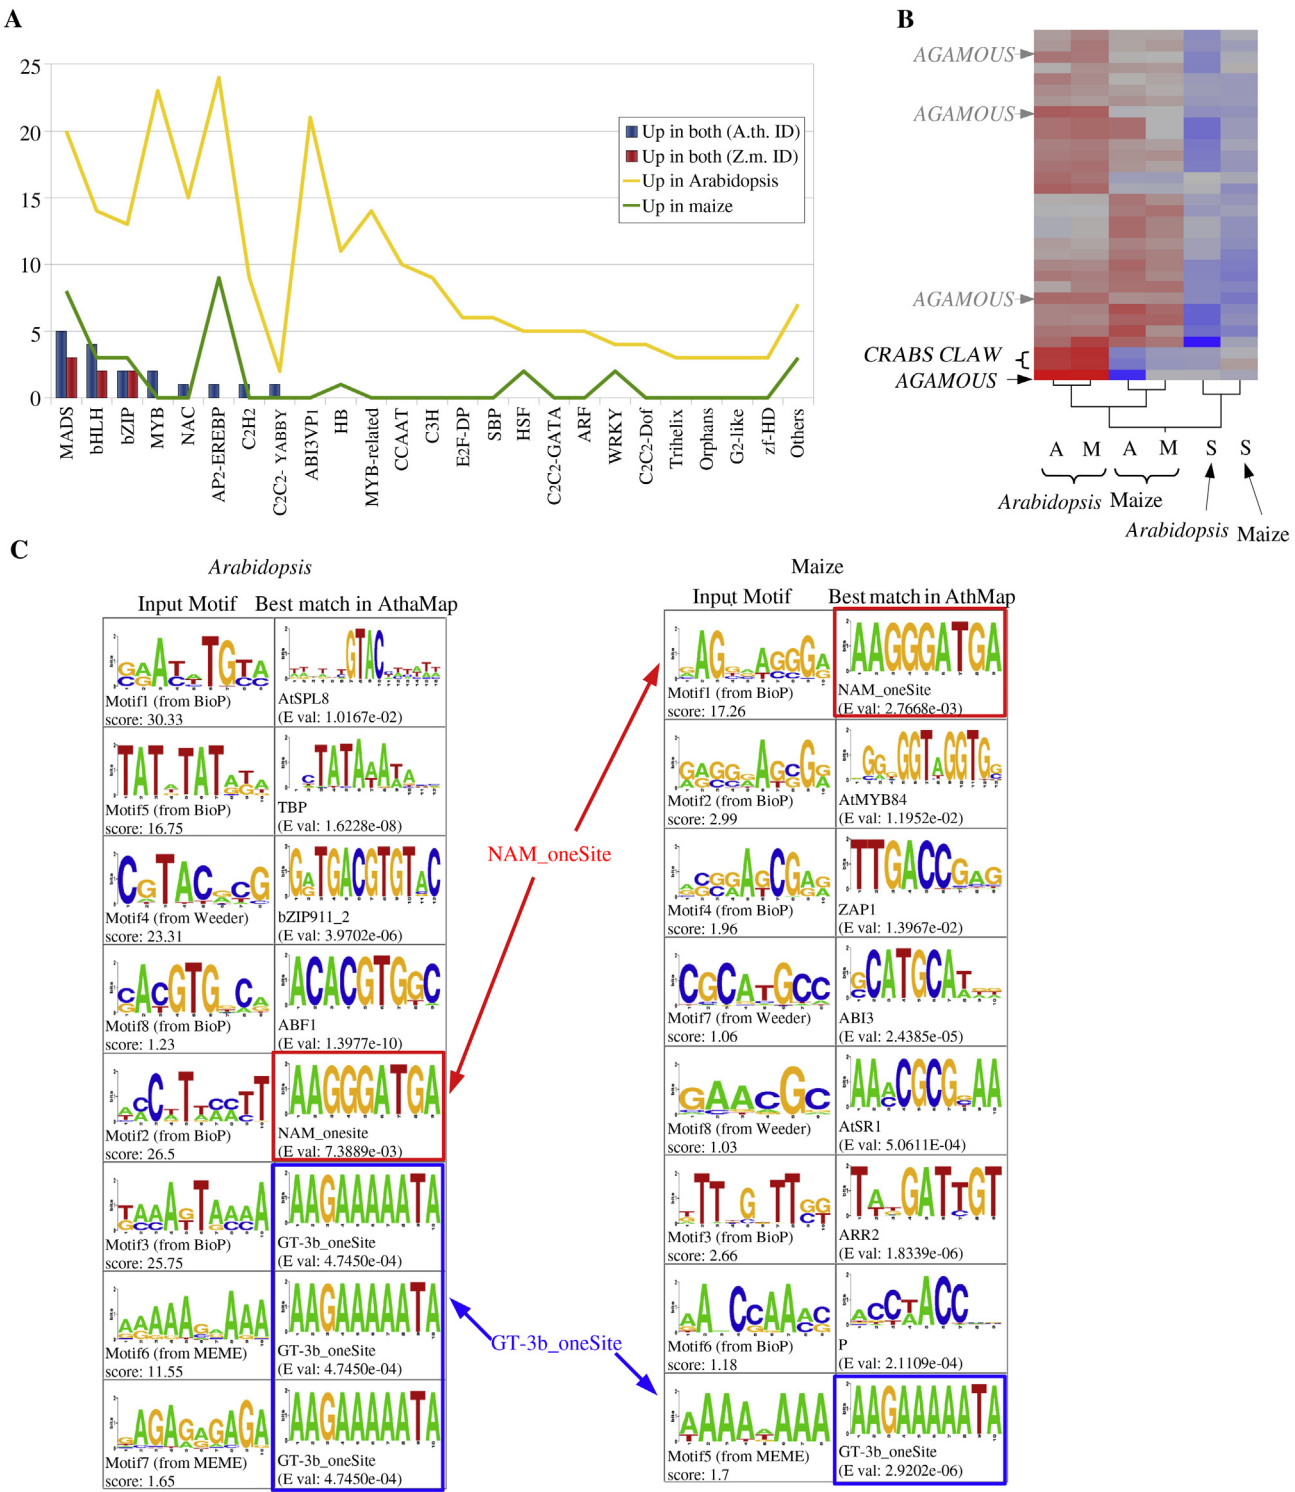 A
25
20
15
10
5
0
Up in both (A.th. ID)
Up in both (Z.m. ID)
Up in Arabidopsis
Up in maize
MADS
bHLH
bZIP
MYB
NAC
AP2-EREBP
C2H2
C2C2- YABBY
ABI3VP1
HB
MYB-related
CCAAT
C3H
E2F-DP
SBP
HSF
C2C2-GATA
ARF
WRKY
C2C2-Dof
Trihelix
Orphans
G2-like
zf-HD
Others
B
AGAMOUS
AGAMOUS
AGAMOUS
CRABS CLAW
AGAMOUS
A M A M S S
Arabidopsis Maize
Arabidopsis Maize
C
Arabidopsis
Input Motif Best match in AthaMap
Motif1 (from BioP)
score: 30.33
AtSPL8
(E val: 1.0167e-02)
Motif5 (from BioP)
score: 16.75
TBP
(E val: 1.6228e-08)
Motif4 (from Weeder)
score: 23.31
bZIP911_2
(E val: 3.9702e-06)
Motif8 (from BioP)
score: 1.23
ABF1
(E val: 1.3977e-10)
Motif2 (from BioP)
score: 26.5
AAGGGATGA
NAM_onesite
(E val: 7.3889e-03)
Motif3 (from BioP)
score: 25.75
AAGAAAAATA
GT-3b_oneSite
(E val: 4.7450e-04)
Motif6 (from MEME)
score: 11.55
AAGAAAAATA
GT-3b_oneSite
(E val: 4.7450e-04)
Motif7 (from MEME)
score: 1.65
AAGAAAAATA
GT-3b_oneSite
(E val: 4.7450e-04)
NAM_oneSite
GT-3b_oneSite
Maize
Input Motif Best match in AthMap
Motif1 (from BioP)
score: 17.26
AAGGGATGA
NAM_oneSite
(E val: 2.7668e-03)
Motif2 (from BioP)
score: 2.99
AtMYB84
(E val: 1.1952e-02)
Motif4 (from BioP)
score: 1.96
ZAP1
(E val: 1.3967e-02)
Motif7 (from Weeder)
score: 1.06
ABI3
(E val: 2.4385e-05)
Motif8 (from Weeder)
score: 1.03
AtSR1
(E val: 5.0611E-04)
Motif3 (from BioP)
score: 2.66
ARR2
(E val: 1.8339e-06)
Motif6 (from BioP)
score: 1.18
P
(E val: 2.1109e-04)
Motif5 (from MEME)
score: 1.7
AAGAAAAATA
GT-3b_oneSite
(E val: 2.9202e-06)